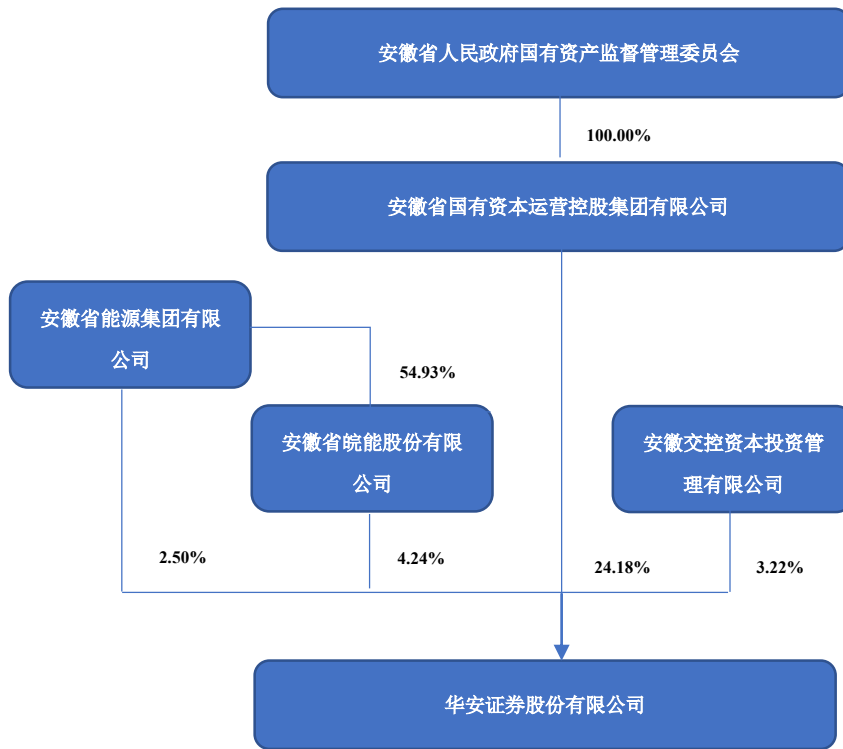 安徽省人民政府国有资产监督管理委员会
100.00%
安徽省国有资本运营控股集团有限公司
安徽省能源集团有限
公司
54.93%
安徽省皖能股份有限
公司
安徽交控资本投资管
理有限公司
2.50%
4.24%
24.18%
3.22%
华安证券股份有限公司